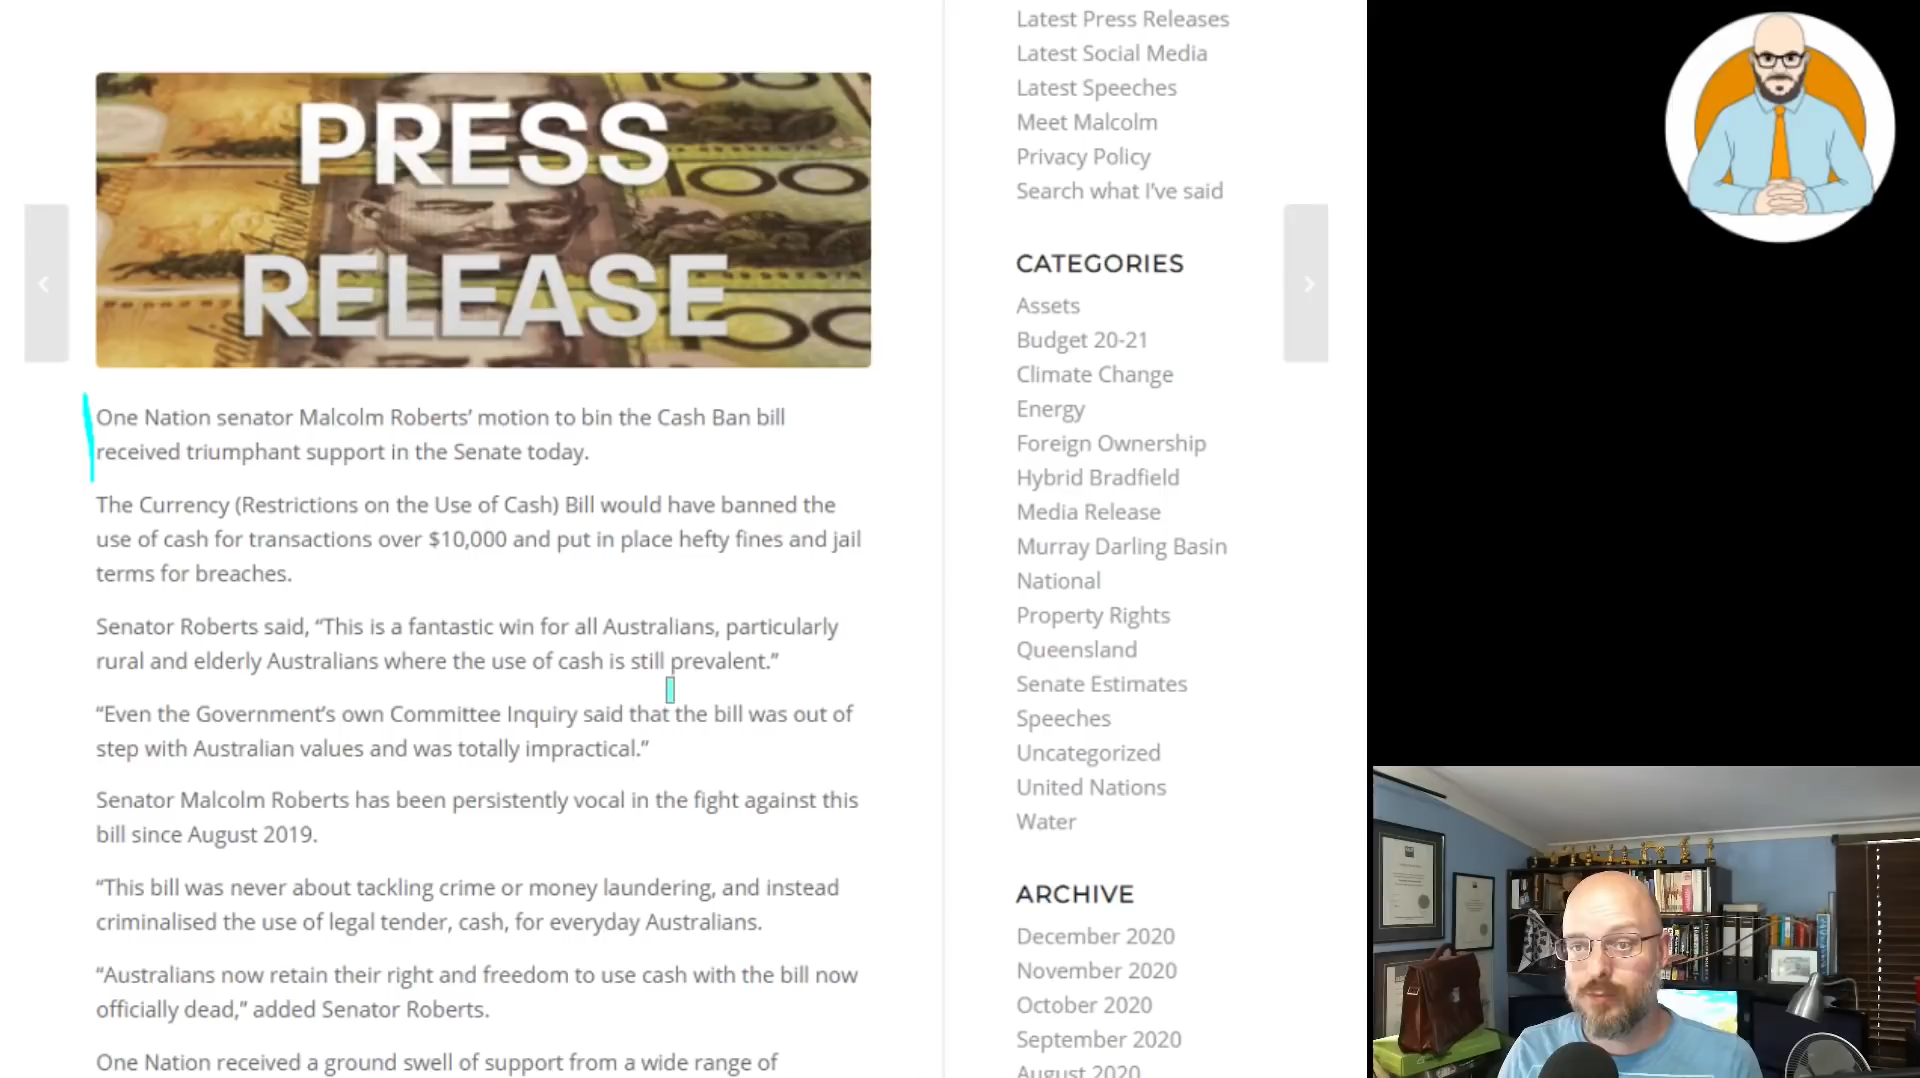 PRESS
RELEASE
One Nation senator Malcolm Roberts’ motion to bin the Cash Ban bill
received triumphant support in the Senate today.
The Currency (Restrictions on the Use of Cash) Bill would have banned the
use of cash for transactions over $10,000 and put in place hefty fines and jail
terms for breaches.
Senator Roberts said, “This is a fantastic win for all Australians, particularly
rural and elderly Australians where the use of cash is still prevalent.”
“Even the Government’s own Committee Inquiry said that the bill was out of
step with Australian values and was totally impractical.”
Senator Malcolm Roberts has been persistently vocal in the fight against this
bill since August 2019.
“This bill was never about tackling crime or money laundering, and instead
criminalised the use of legal tender, cash, for everyday Australians.
“Australians now retain their right and freedom to use cash with the bill now
officially dead,” added Senator Roberts.
One Nation received a ground swell of support from a wide range of
Latest Press Releases
Latest Social Media
Latest Speeches
Meet Malcolm
Privacy Policy
Search what I’ve said
CATEGORIES
Assets
Budget 20-21
Climate Change
Energy
Foreign Ownership
Hybrid Bradfield
Media Release
Murray Darling Basin
National
Property Rights
Queensland
Senate Estimates
Speeches
Uncategorized
United Nations
Water
ARCHIVE
December 2020
November 2020
October 2020
September 2020
August 2020